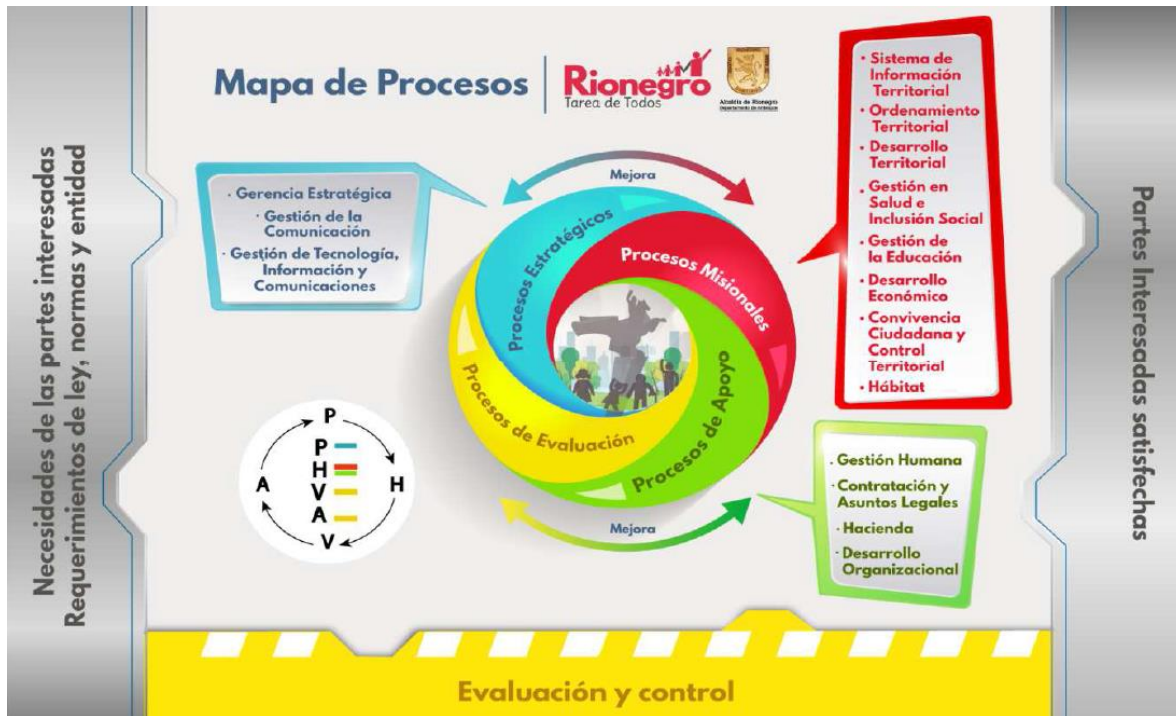 Mapa de Procesos
Rionegro
Tarea de Todos
Alcaldía de Rionegro
Departamento de Antioquia
Necesidades de las partes interesadas
Requerimientos de ley, normas y entidad
· Gerencia Estratégica
· Gestión de la
Comunicación
· Gestión de Tecnología,
Información y
Comunicaciones
Mejora
Procesos Estratégicos
Procesos Misionales
Procesos de Evaluación
Procesos de Apoyo
Mejora
· Sistema de
Información
Territorial
· Ordenamiento
Territorial
· Desarrollo
Territorial
· Gestión en
Salud e
Inclusión Social
· Gestión de
la Educación
· Desarrollo
Económico
· Convivencia
Ciudadana y
Control
Territorial
· Hábitat
· Gestión Humana
· Contratación y
Asuntos Legales
· Hacienda
· Desarrollo
Organizacional
P
H
V
A
P
H
V
A
Partes Interesadas satisfechas
Evaluación y control